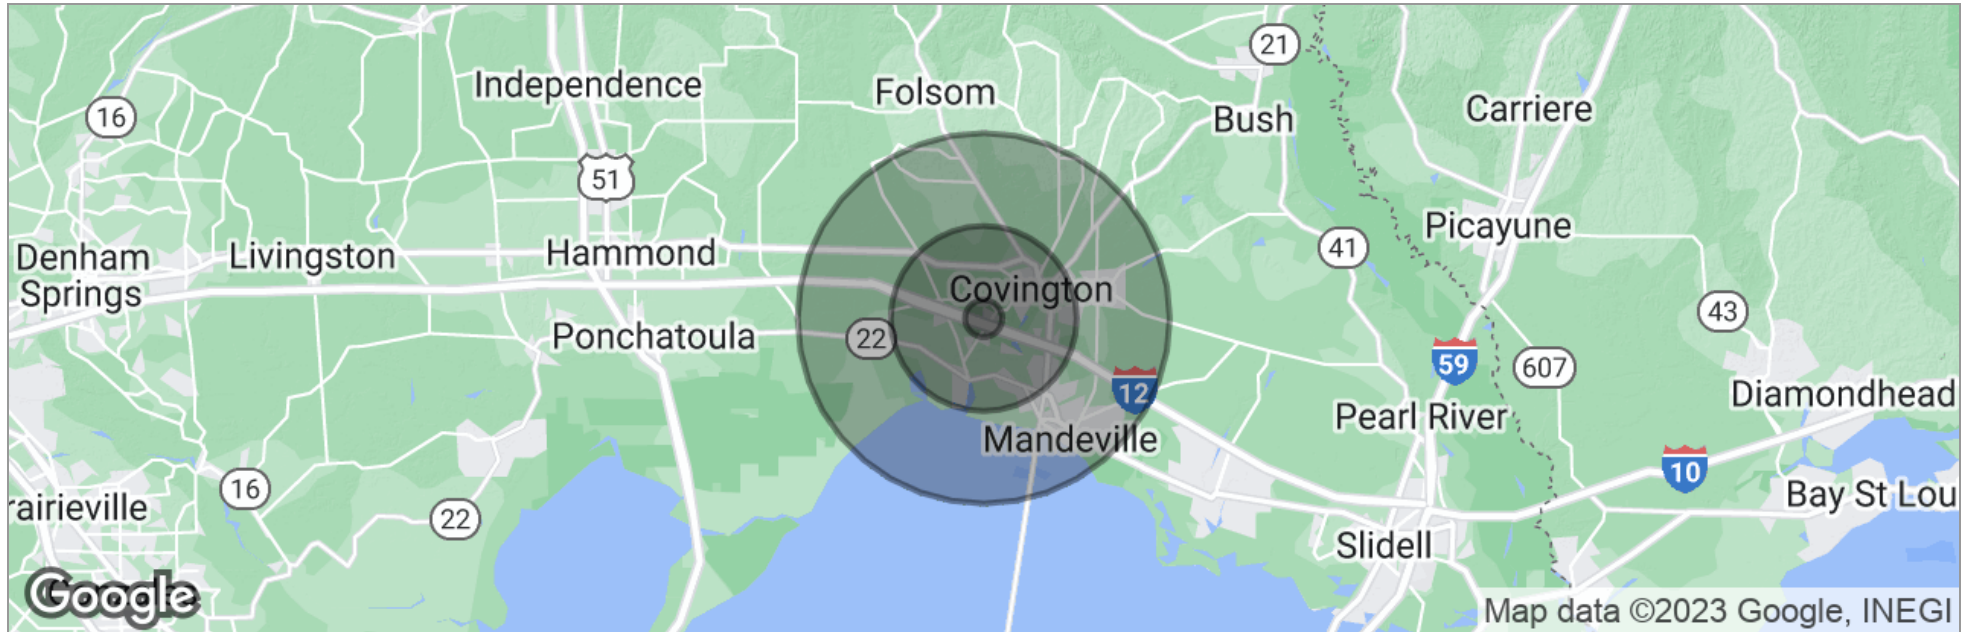 21
Independence
Folsom
Carriere
16
Bush
51
Picayune
Denham
Springs
Livingston
Hammond
41
Covington
43
Ponchatoula
22
59
607
12
Diamondhead
Pearl River
Mandeville
10
16
rairieville
22
Bay St Lou
Slidell
Google
Map data ©2023 Google, INEGI